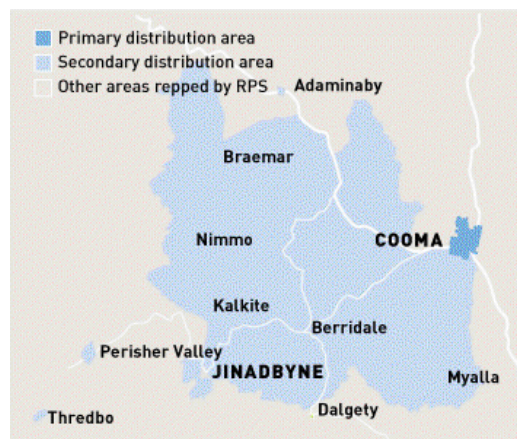 Primary distribution area
Secondary distribution area
Other areas repped by RPS
Adaminaby
Braemar
Nimmo
COOMA
Kalkite
Berridale
Perisher Valley
JINADBYNE
Myalla
Dalgety
Thredbo